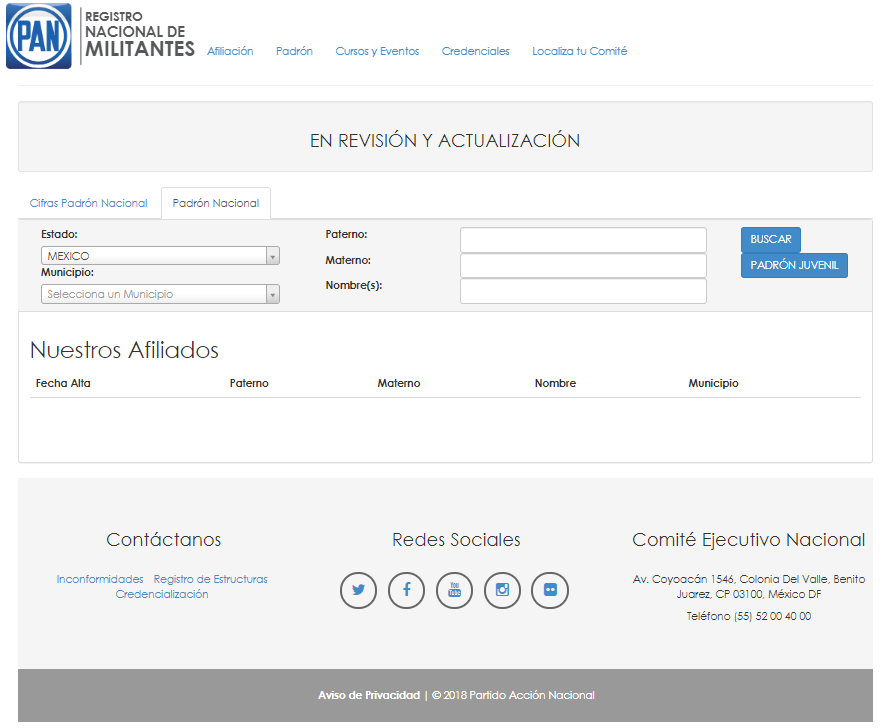 PAN
REGISTRO
NACIONAL DE
MILITANTES
Afiliación Padrón Cursos y Eventos Credenciales Localiza tu Comité
EN REVISIÓN Y ACTUALIZACIÓN
Cifras Padrón Nacional Padrón Nacional
Estado:
MEXICO
Municipio:
Selecciona un Municipio
Paterno:
Materno:
Nombre(s):
BUSCAR
PADRÓN JUVENIL
Nuestros Afiliados
Fecha Alta Paterno Materno Nombre Municipio
Contáctanos
Inconformidades Registro de Estructuras
Credencialización
Redes Sociales
You
Tube
Comité Ejecutivo Nacional
Av. Coyoacán 1546, Colonia Del Valle, Benito
Juarez, CP 03100, México DF
Teléfono (55) 52 00 40 00
Aviso de Privacidad | © 2018 Partido Acción Nacional